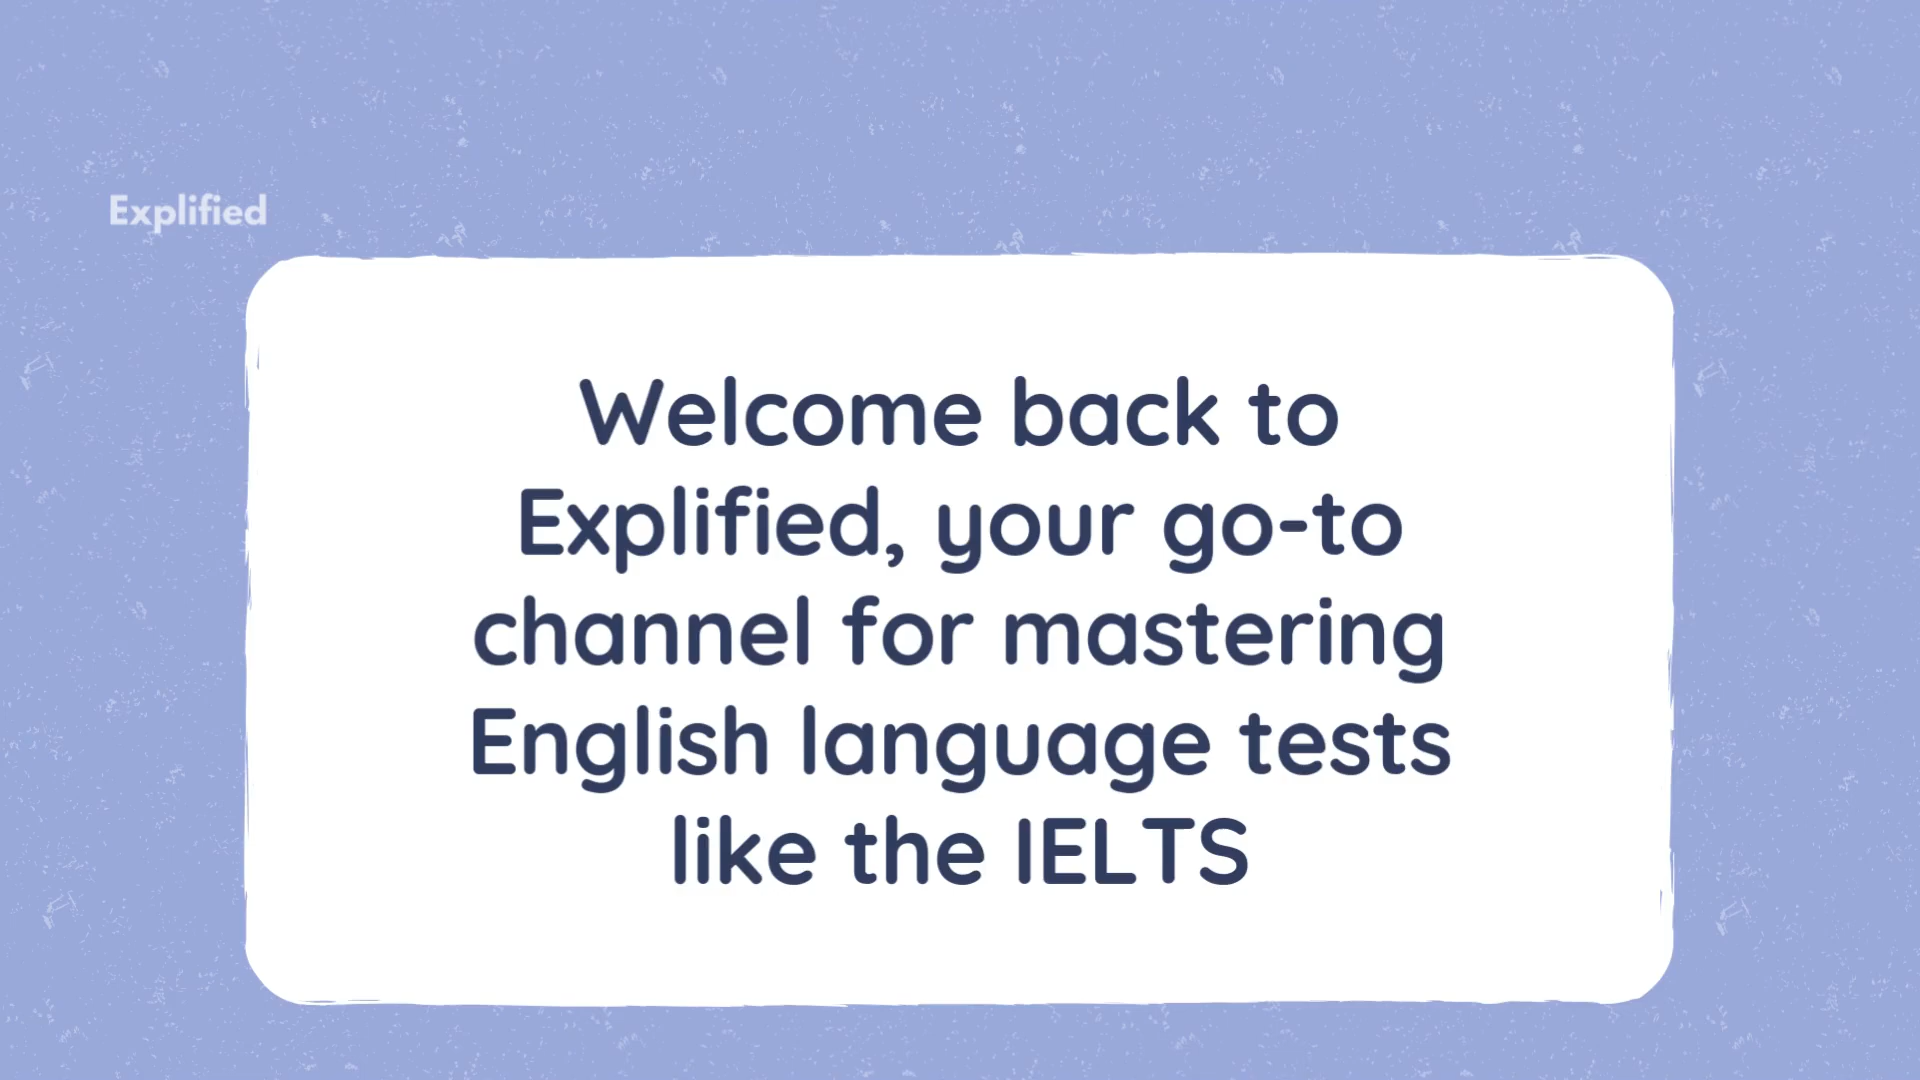 Explified
Welcome back to
Explified, your go-to
channel for mastering
English language tests
like the IELTS